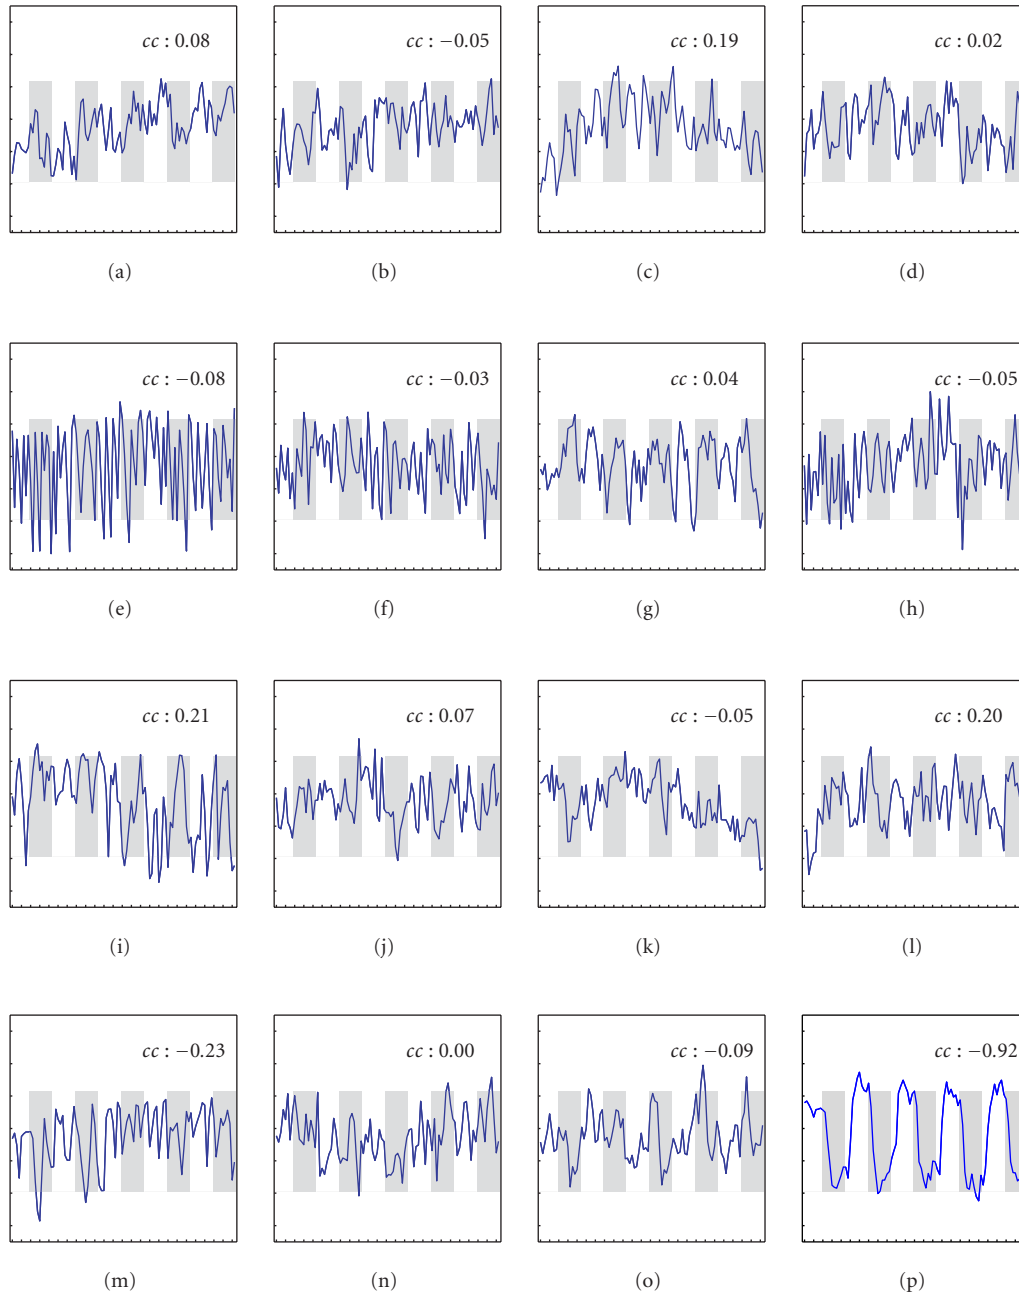 cc : 0.08 cc : −0.05 cc : 0.19 cc : 0.02
(a) (b) (c) (d)
cc : −0.08 cc : −0.03 cc : 0.04 cc : −0.05
(e) (f) (g) (h)
cc : 0.21 cc : 0.07 cc : −0.05 cc : 0.20
(i) (j) (k) (l)
cc : −0.23 cc : 0.00 cc : −0.09 cc : −0.92
(m) (n) (o) (p)